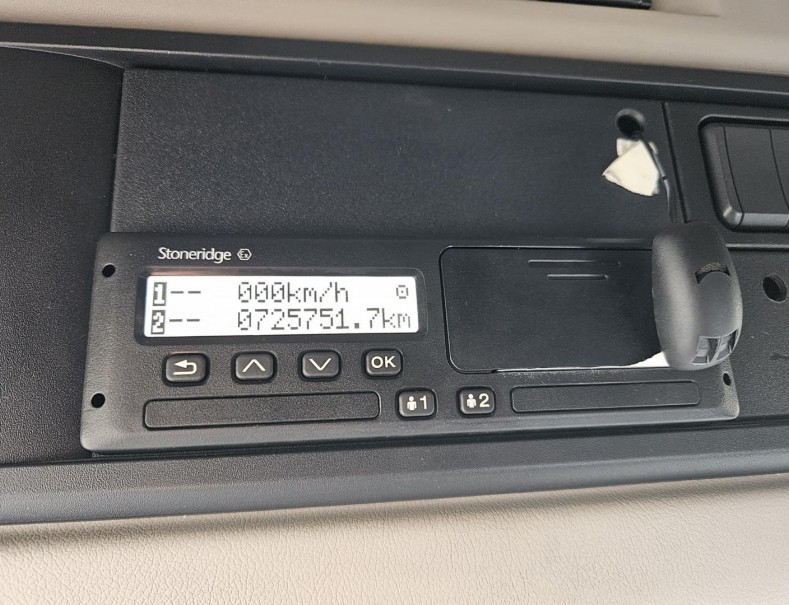 Stoneridge
1-- 000km/h
2-- 0725751.7km
OK
1
2